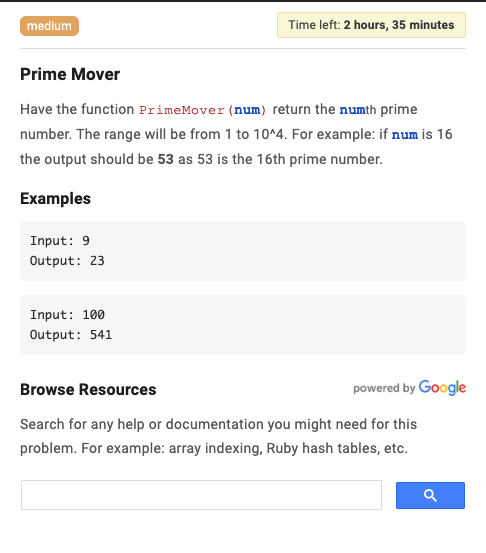 medium
Time left: 2 hours, 35 minutes
Prime Mover
Have the function PrimeMover(num) return the numth prime
number. The range will be from 1 to 10^4. For example: if num is 16
the output should be 53 as 53 is the 16th prime number.
Examples
Input: 9
Output: 23
Input: 100
Output: 541
Browse Resources
powered by Google
Search for any help or documentation you might need for this
problem. For example: array indexing, Ruby hash tables, etc.